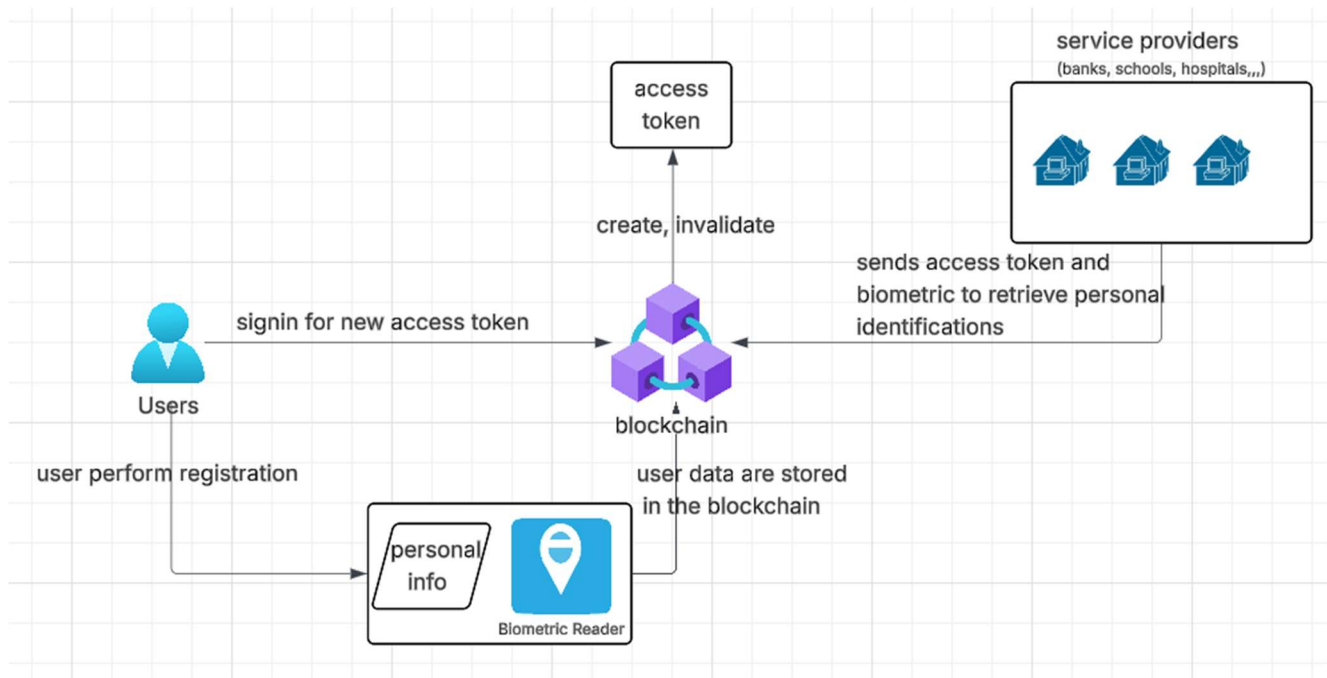 service providers
(banks, schools, hospitals,,,)
access
token
create, invalidate
sends access token and
biometric to retrieve personal
identifications
signin for new access token
Users
blockchain
user perform registration
user data are stored
in the blockchain
personal
info
Biometric Reader